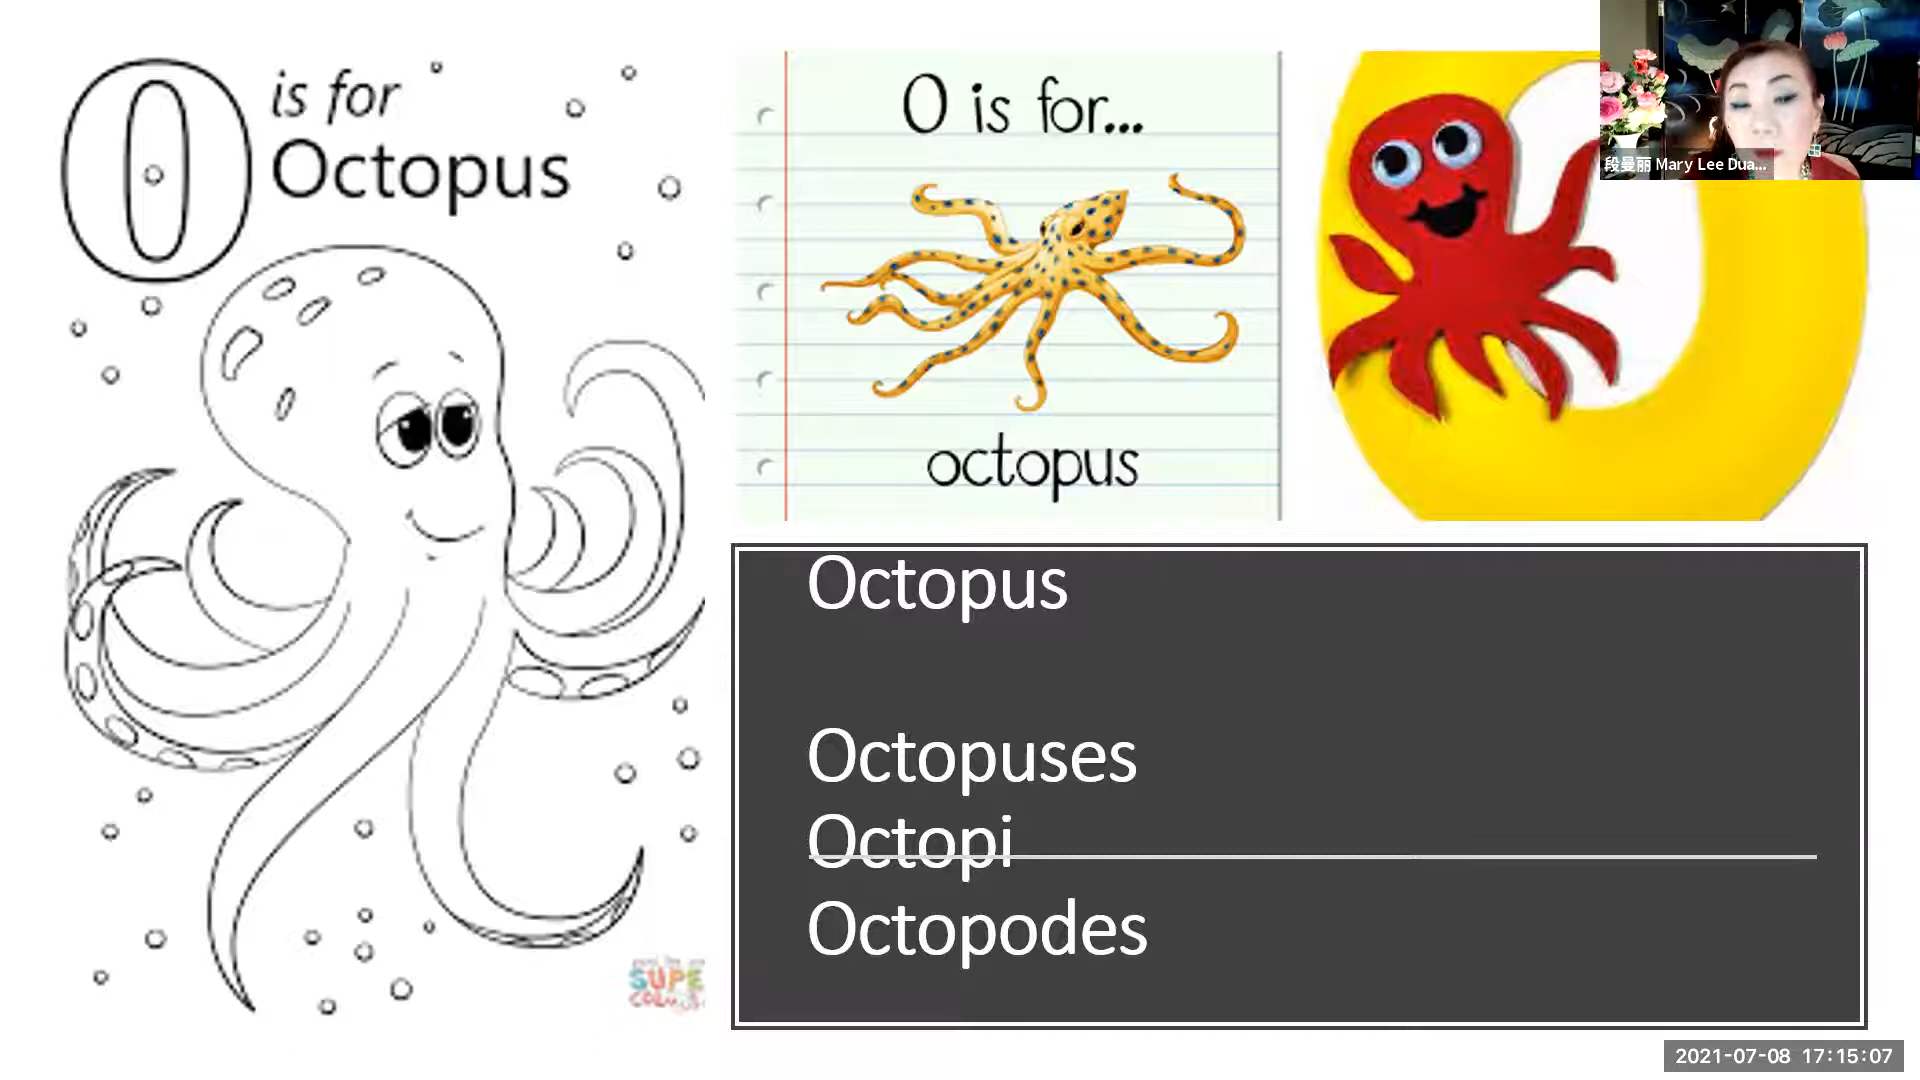 O is for
Octopus
O is for...
octopus
段曼丽 Mary Lee Dua...
Octopus
Octopuses
Octopi
Octopodes
SUPE
2021-07-08 17:15:07